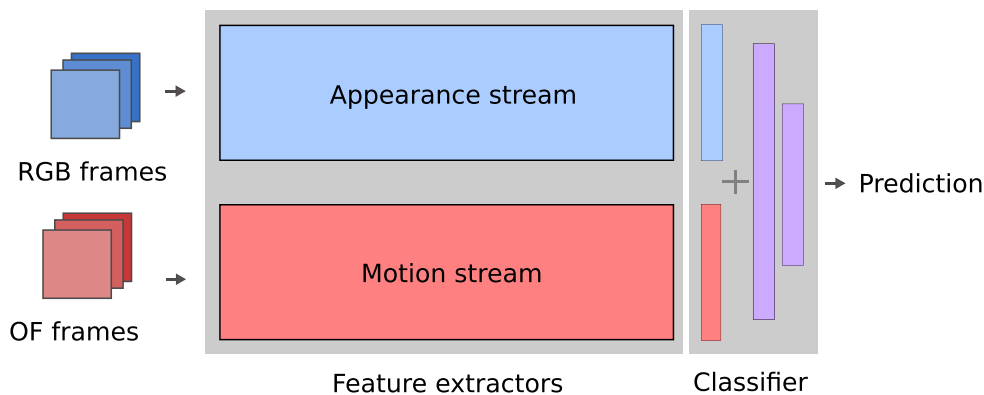 Appearance stream
RGB frames
+
Prediction
Motion stream
OF frames
Feature extractors
Classifier